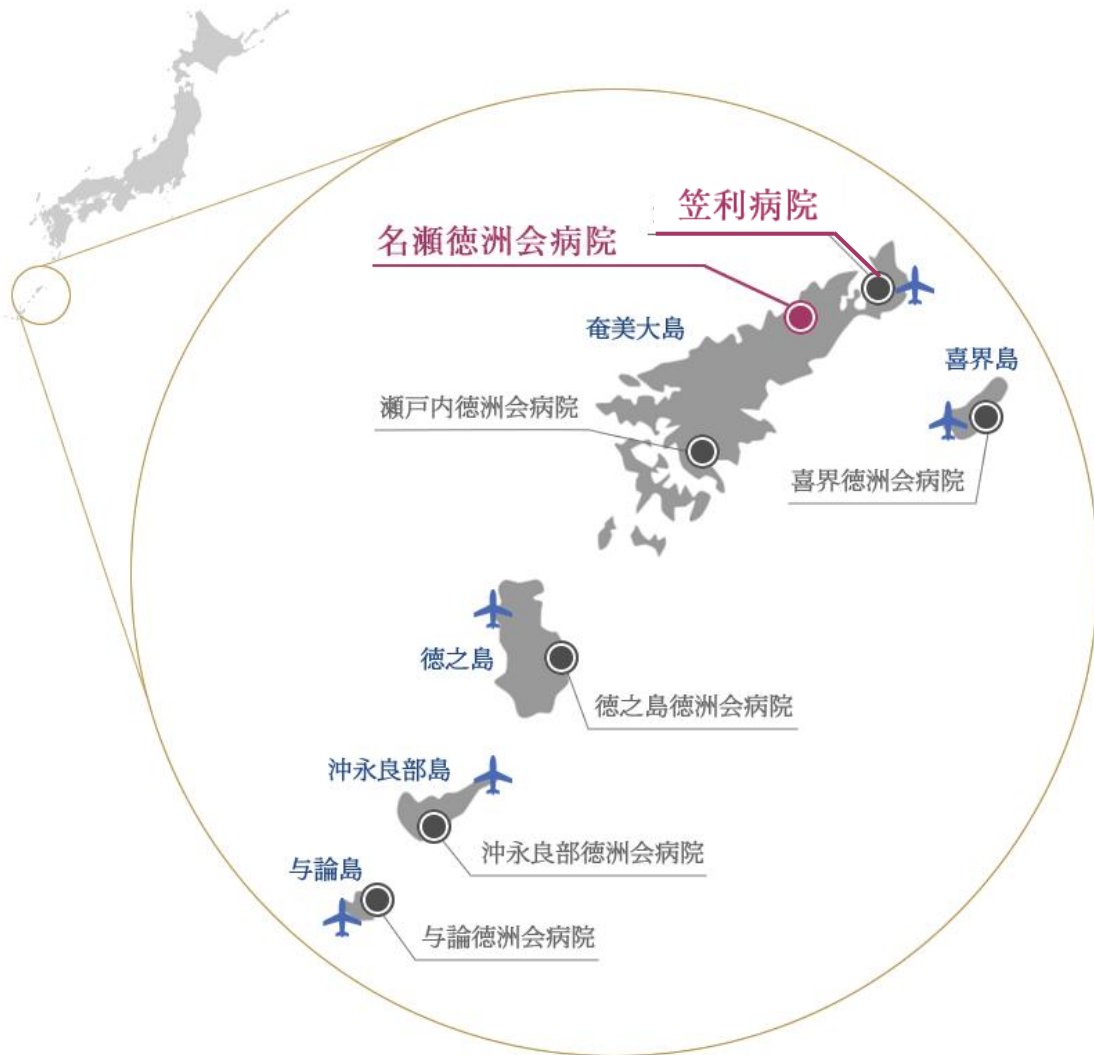 笠利病院
名瀬徳洲会病院
奄美大島
喜界島
瀬戸内徳洲会病院
喜界徳洲会病院
徳之島
徳之島徳洲会病院
沖永良部島
沖永良部徳洲会病院
与論島
与論徳洲会病院